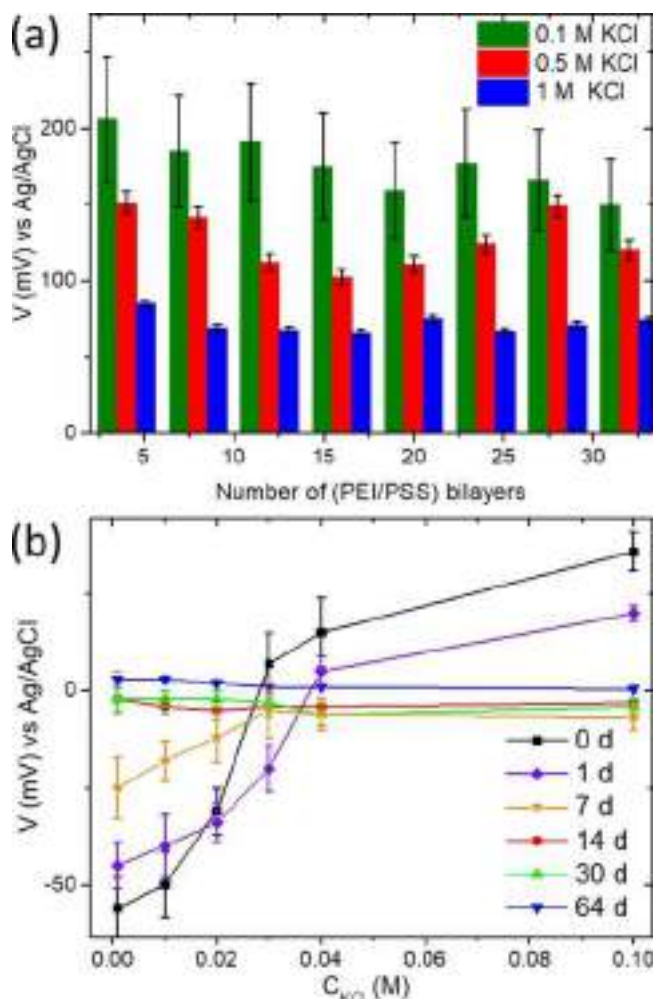 (a)
0.1 M KCl
0.5 M KCl
1 M KCl
V (mV) vs Ag/AgCl
200
100
0
5 10 15 20 25 30
Number of (PEI/PSS) bilayers
(b)
V (mV) vs Ag/AgCl
0
-50
0 d
1 d
7 d
14 d
30 d
64 d
0.00 0.02 0.04 0.06 0.08 0.10
C_KCl (M)